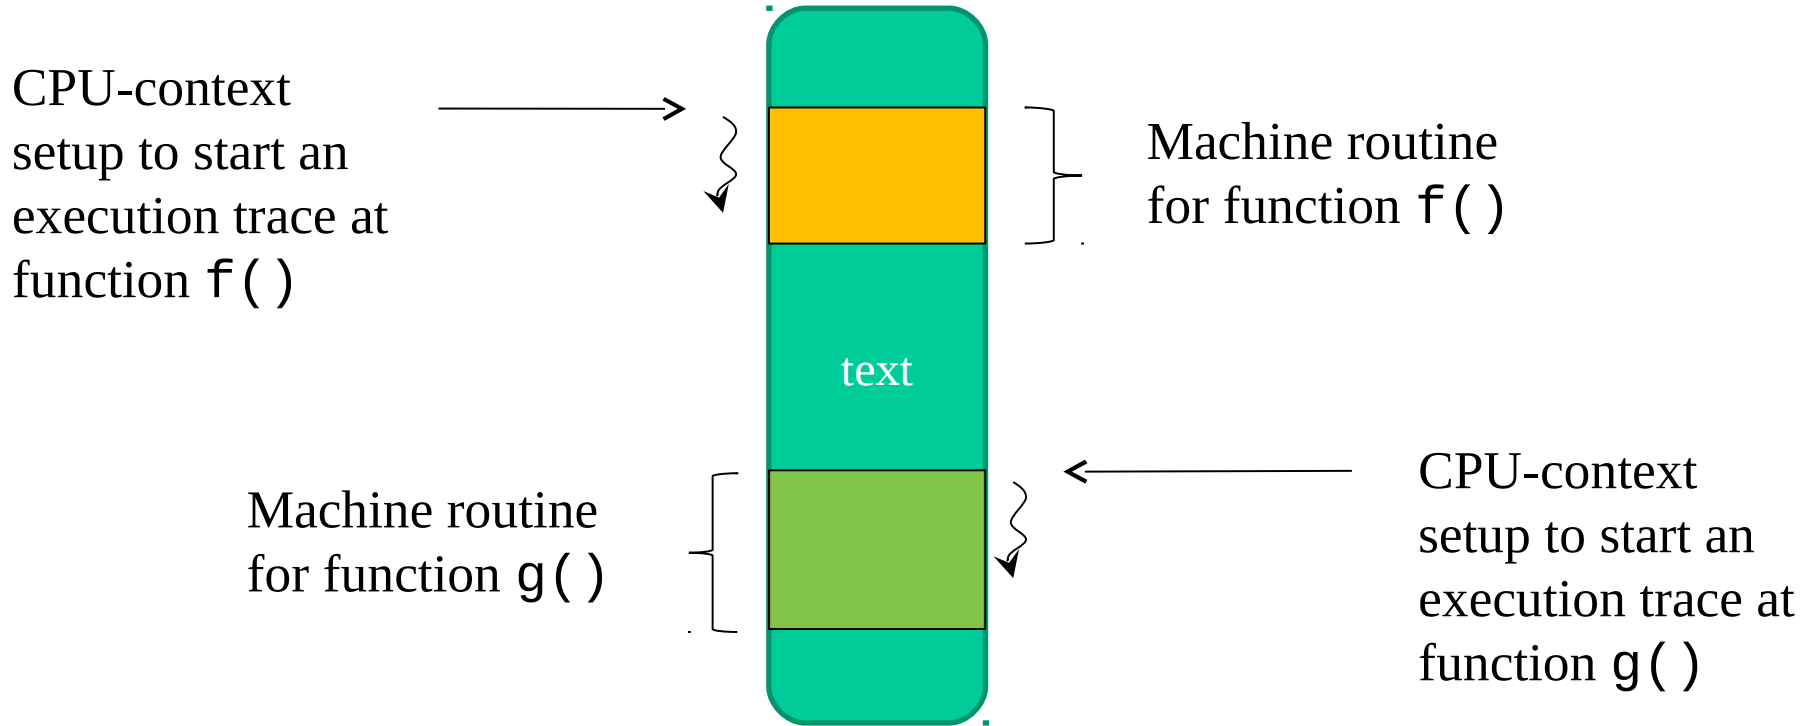 CPU-context
setup to start an
execution trace at
function f()
Machine routine
for function f()
text
Machine routine
for function g()
CPU-context
setup to start an
execution trace at
function g()